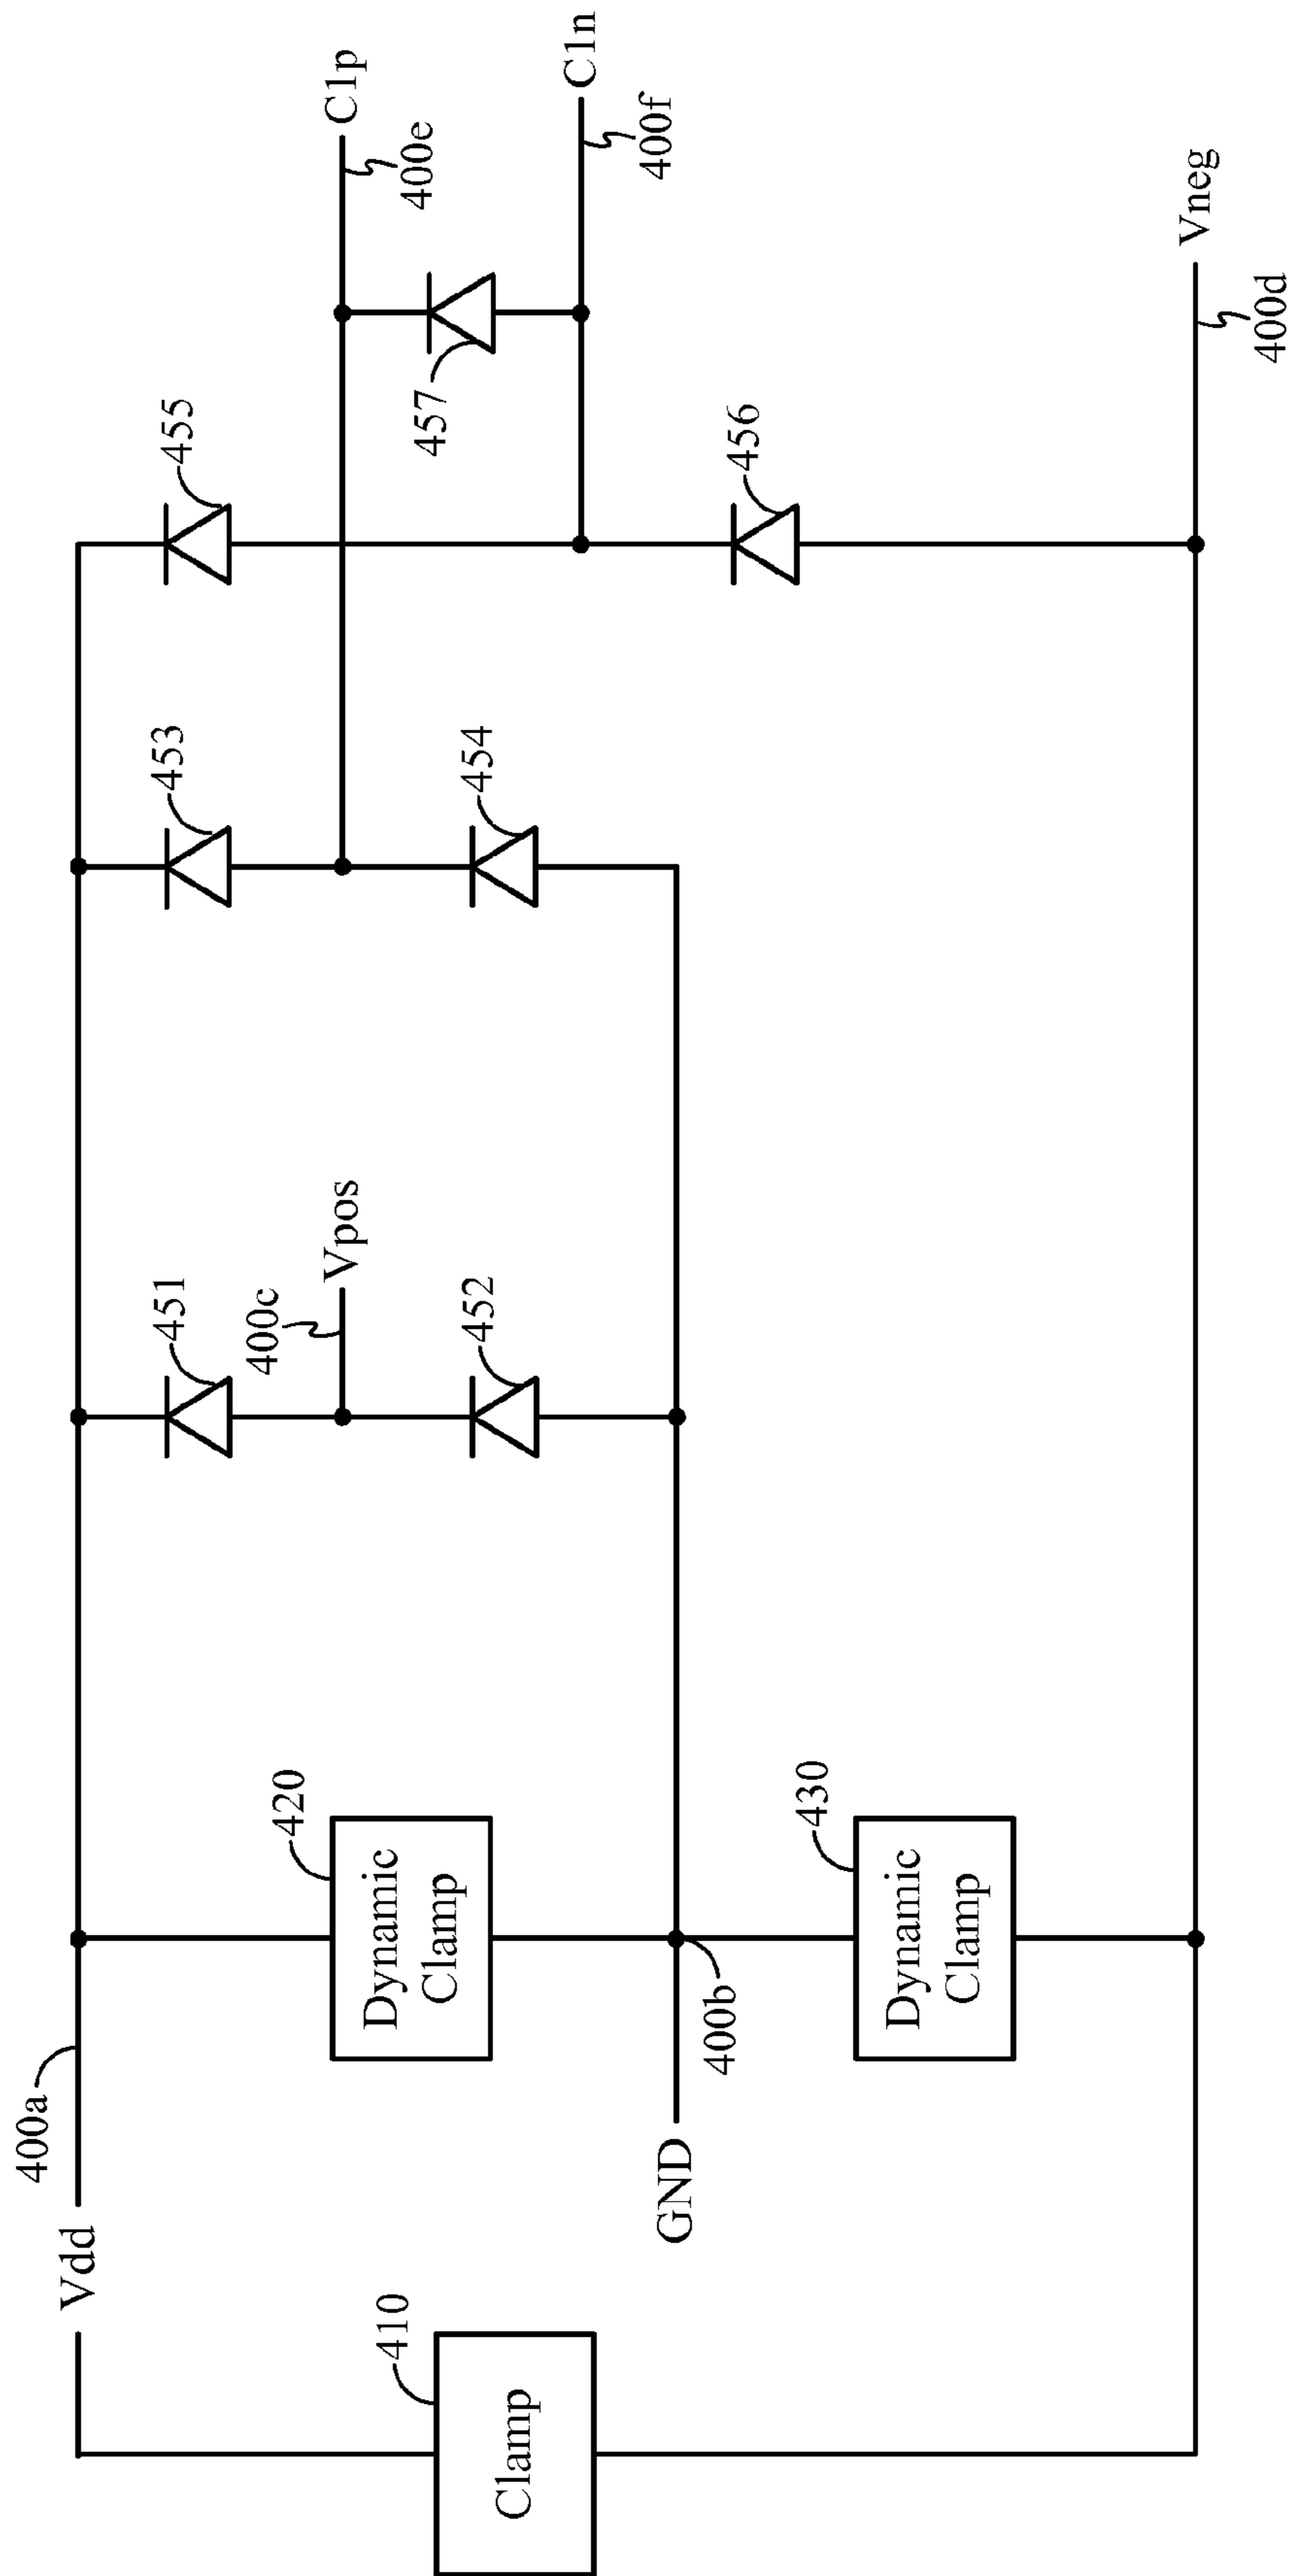 400a
Vdd
410
Clamp
420
Dynamic
Clamp
GND
400b
430
Dynamic
Clamp
451
400c
Vpos
452
453
454
455
C1p
400e
457
C1n
400f
456
Vneg
400d